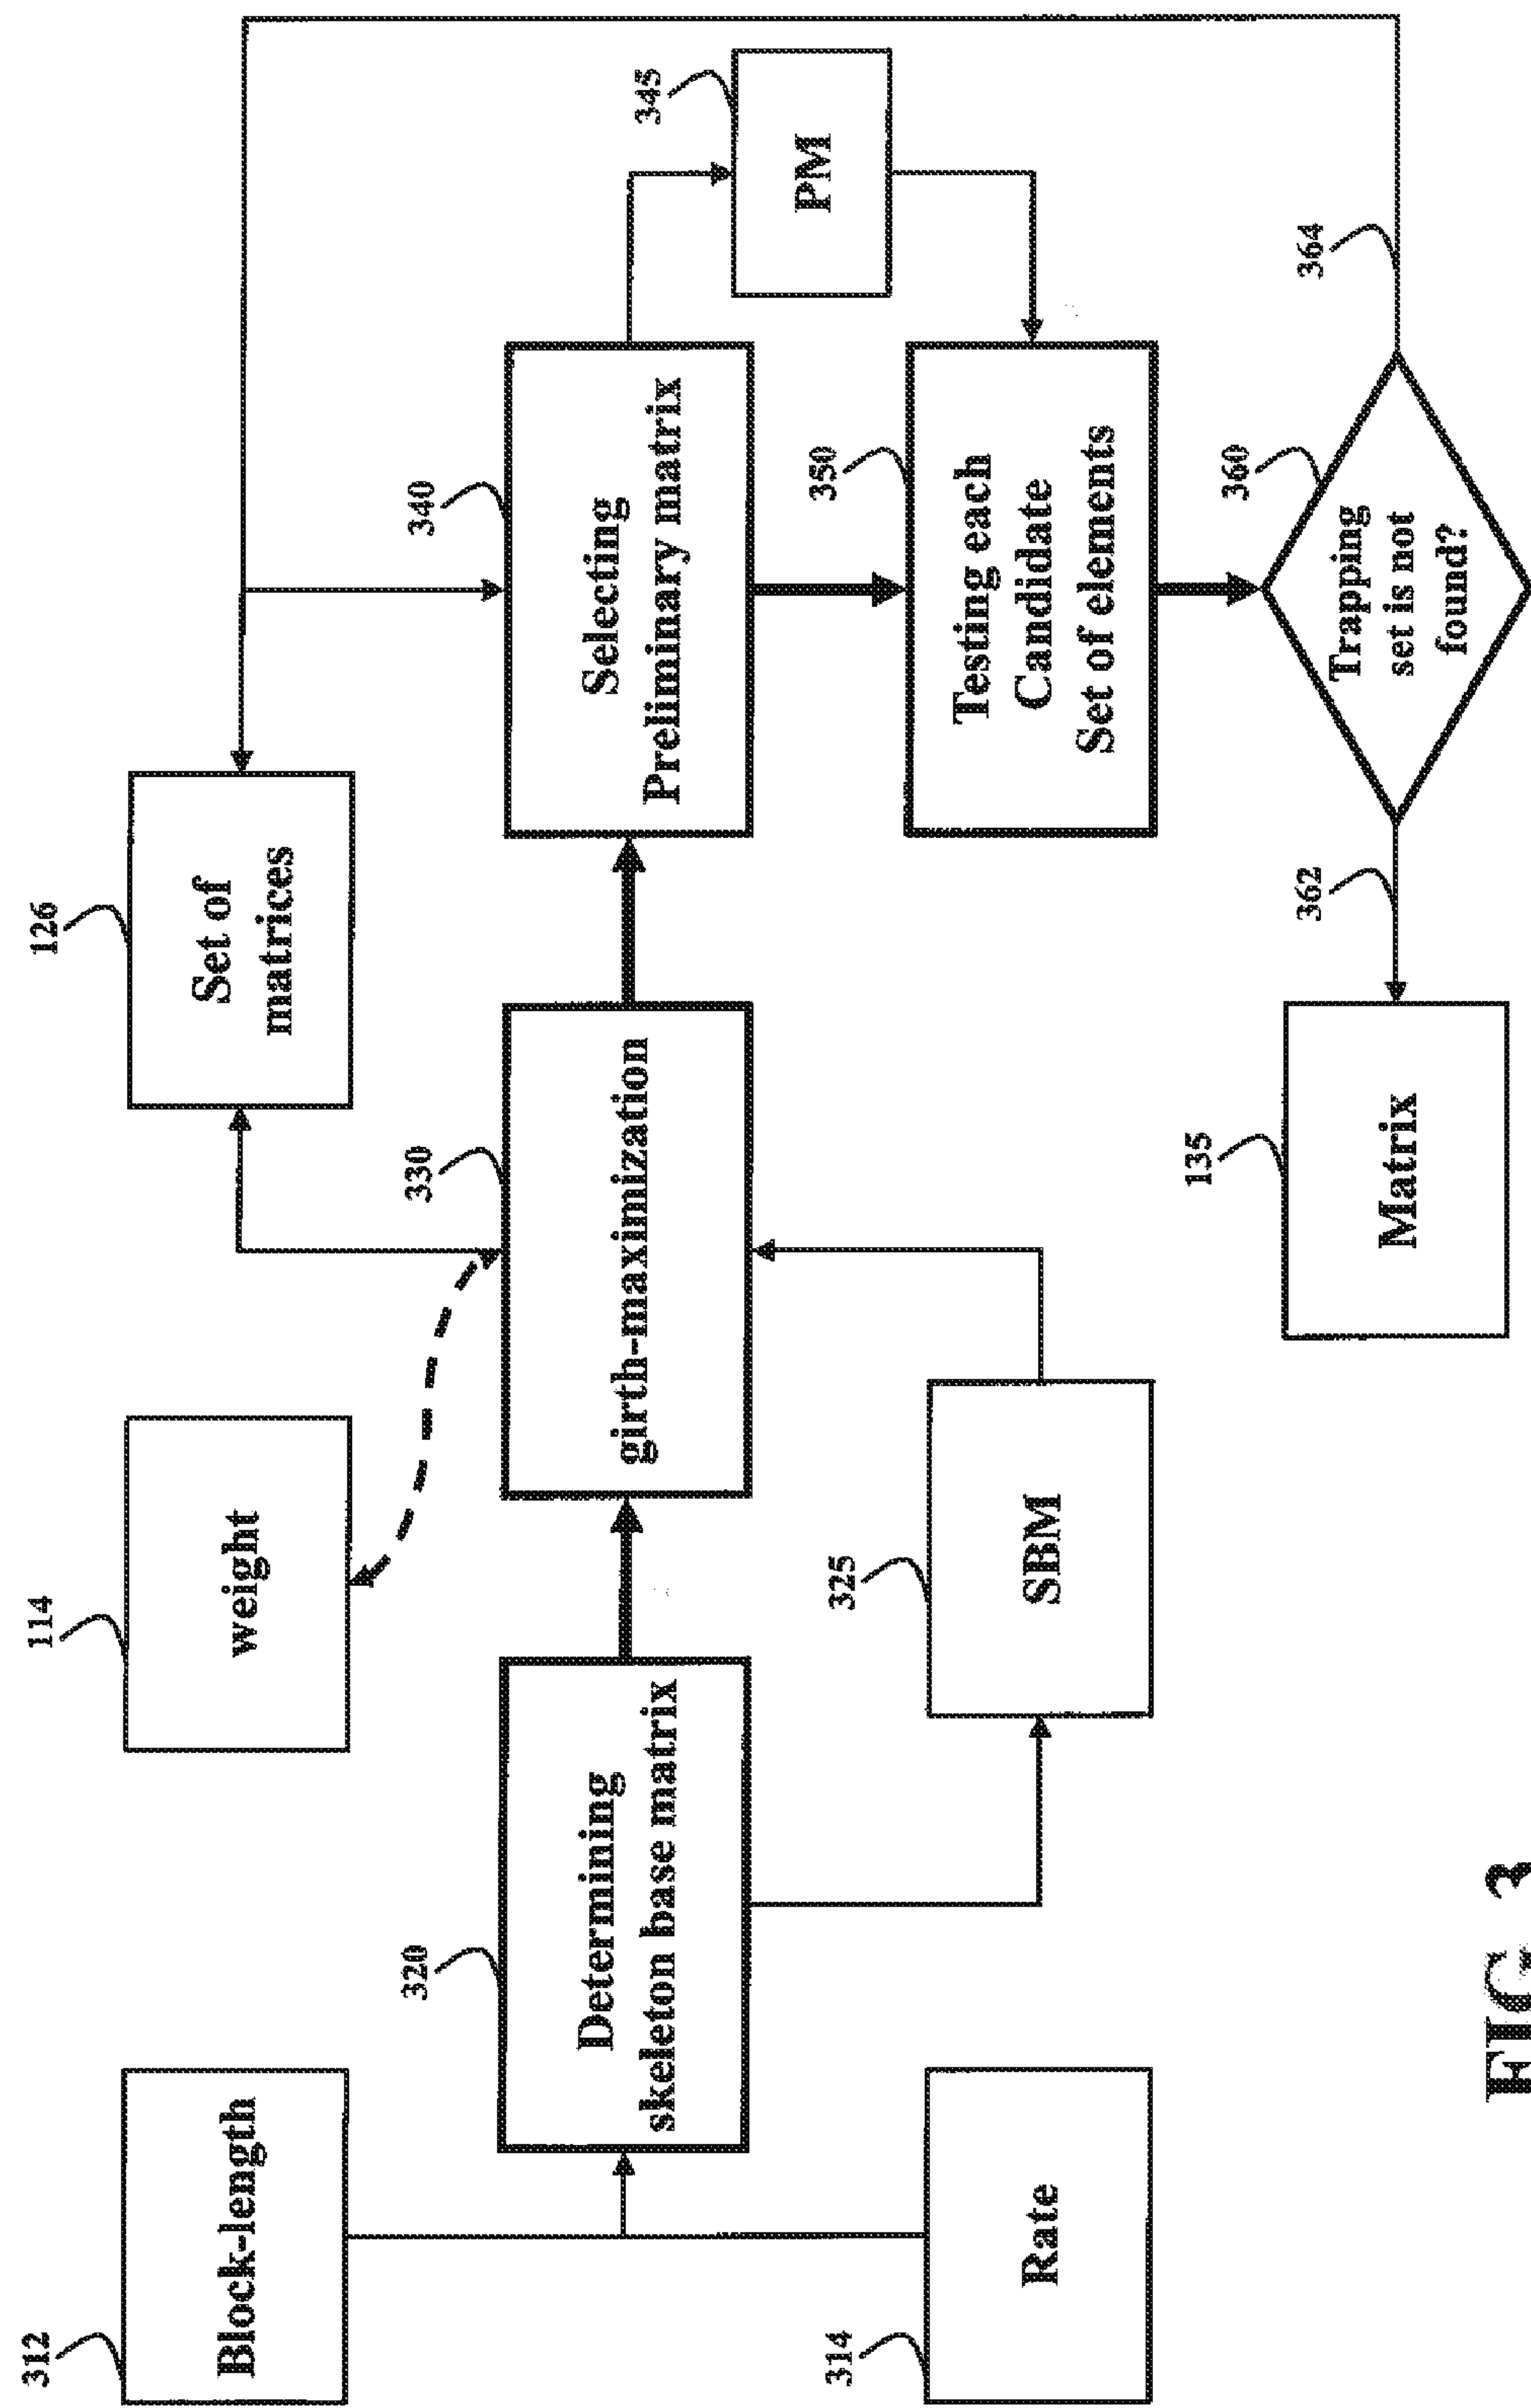 312
Block-length
114
weight
126
Set of
matrices
320
Determining
skeleton base matrix
330
girth-maximization
340
Selecting
Preliminary matrix
345
PM
314
Rate
325
SBM
350
Testing each
Candidate
Set of elements
135
Matrix
362
360
Trapping
set is not
found?
364
FIG. 3